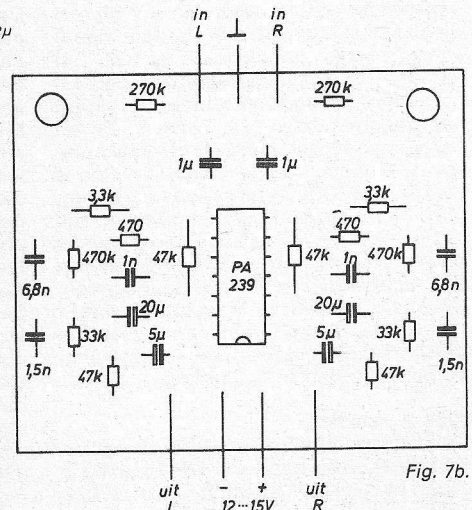 2µ
in in
L ⊥ R
270k 270k
1µ 1µ
3,3k 33k
470 470
470k 1n 47k PA 239 47k 1n 470k
6,8n 6,8n
20µ 20µ
33k 5µ 5µ 33k
1,5n 47k 47k 1,5n
Fig. 7b.
uit - + uit
L 12...15V R